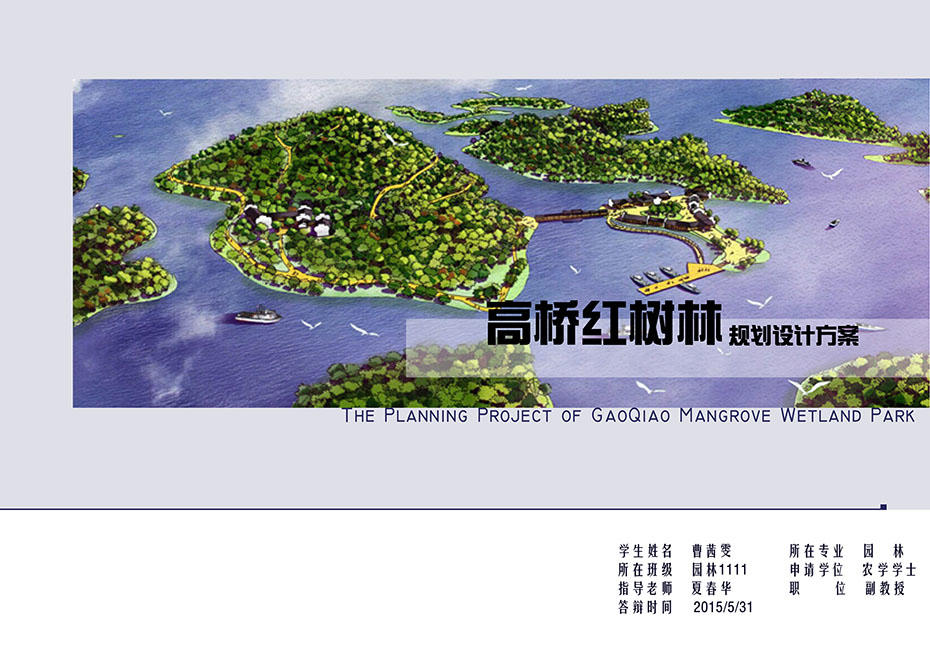 高桥红树林 规划设计方案
THE PLANNING PROJECT OF GAOQIAO MANGROVE WETLAND PARK
学生姓名 曹茜雯 所在专业 园 林
所在班级 园林1111 申请学位 农学学士
指导老师 夏春华 职 位 副教授
答辩时间 2015/5/31